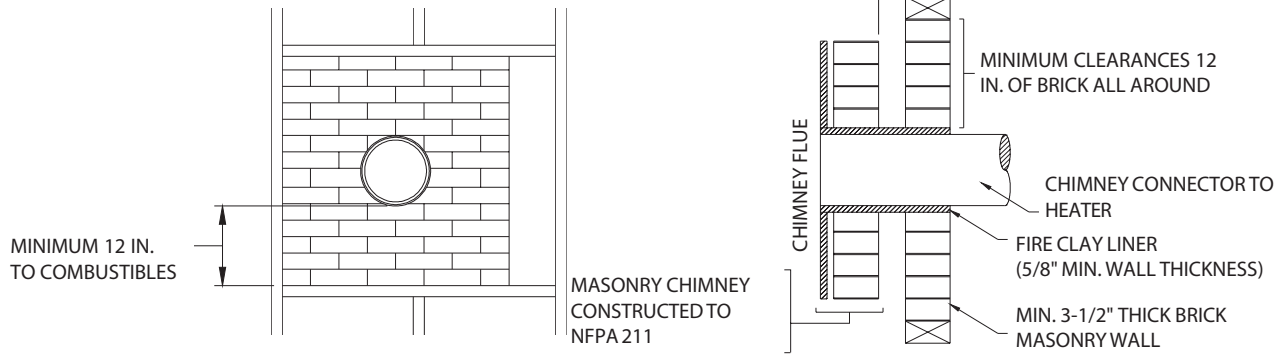 MINIMUM 12 IN.
TO COMBUSTIBLES
MASONRY CHIMNEY
CONSTRUCTED TO
NFPA 211
CHIMNEY FLUE
MINIMUM CLEARANCES 12
IN. OF BRICK ALL AROUND
CHIMNEY CONNECTOR TO
HEATER
FIRE CLAY LINER
(5/8" MIN. WALL THICKNESS)
MIN. 3-1/2" THICK BRICK
MASONRY WALL